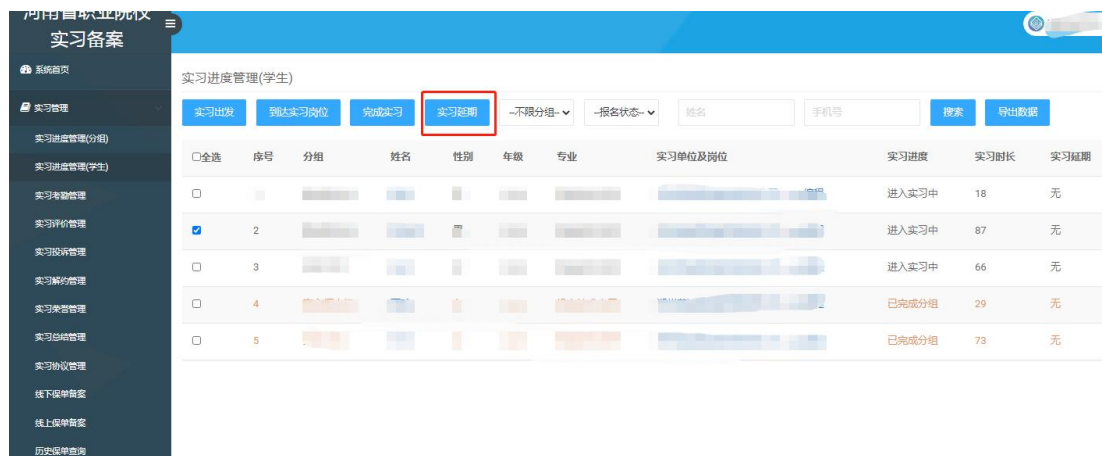 河南省职业院校
实习备案
系统首页
实习管理
实习进度管理(分组)
实习进度管理(学生)
实习考勤管理
实习评价管理
实习投诉管理
实习解约管理
实习荣誉管理
实习总结管理
实习协议管理
线下保单备案
线上保单备案
历史保单查询
实习进度管理(学生)
实习出发 到达实习岗位 完成实习 实习延期 --不限分组-- --报名状态-- 姓名 手机号 搜索 导出数据
全选 序号 分组 姓名 性别 年级 专业 实习单位及岗位 实习进度 实习时长 实习延期
进入实习中 18 无
2 进入实习中 87 无
3 进入实习中 66 无
4 已完成分组 29 无
5 已完成分组 73 无